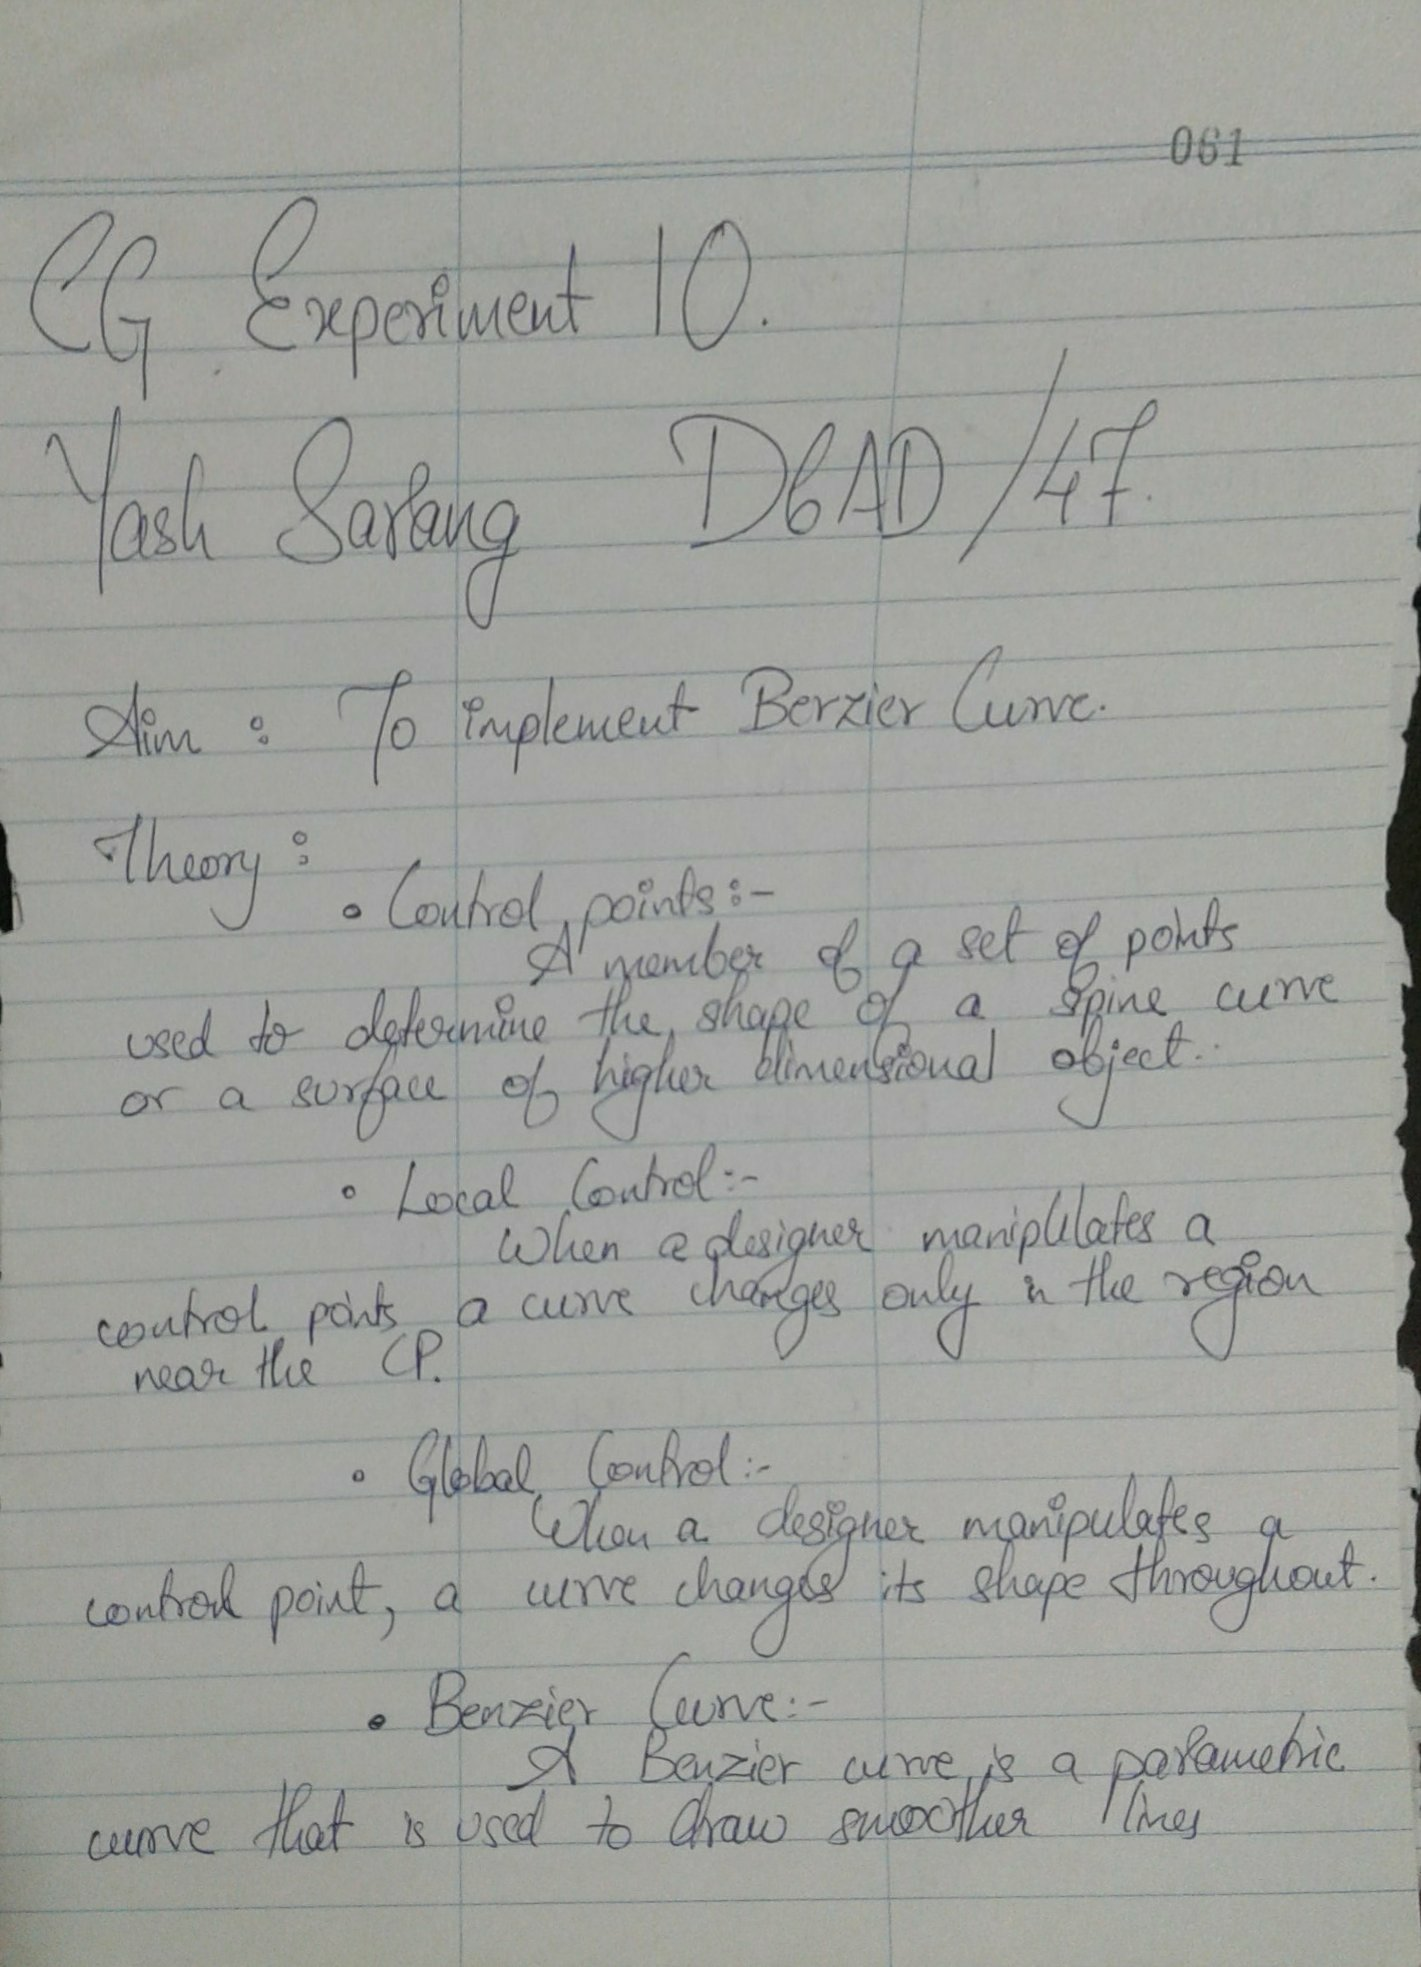 061
CG Experiment 10.
Yash Sarang D6AD/47.
Aim : To implement Berzier Curve.
Theory :
• Control points:-
A member of a set of points
used to determine the shape of a spine curve
or a surface of higher dimensional object.
• Local Control:-
When a designer manipulates a
control points a curve changes only in the region
near the CP.
• Global Control:-
When a designer manipulates a
control point, a curve changes its shape throughout.
• Benzier Curve:-
A Benzier curve is a parametric
curve that is used to draw smoother lines